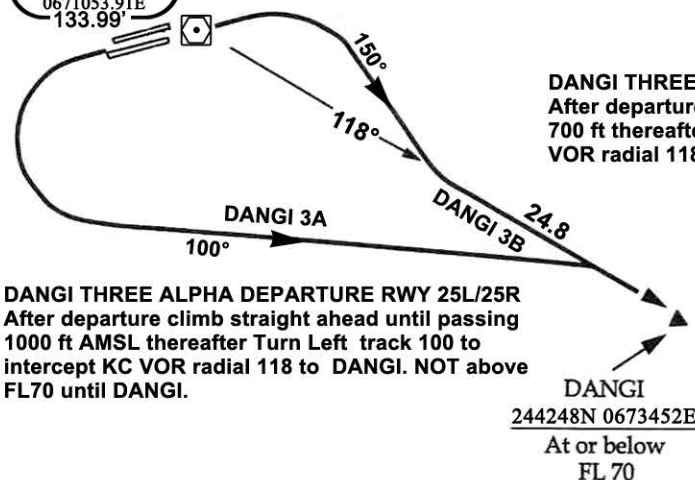 0671053.91E
133.99'
150°
118°
DANGI THREE
After departure
700 ft thereafte
VOR radial 118
DANGI 3A
DANGI 3B
24.8
100°
DANGI THREE ALPHA DEPARTURE RWY 25L/25R
After departure climb straight ahead until passing
1000 ft AMSL thereafter Turn Left track 100 to
intercept KC VOR radial 118 to DANGI. NOT above
FL70 until DANGI.
DANGI
244248N 0673452E
At or below
FL 70